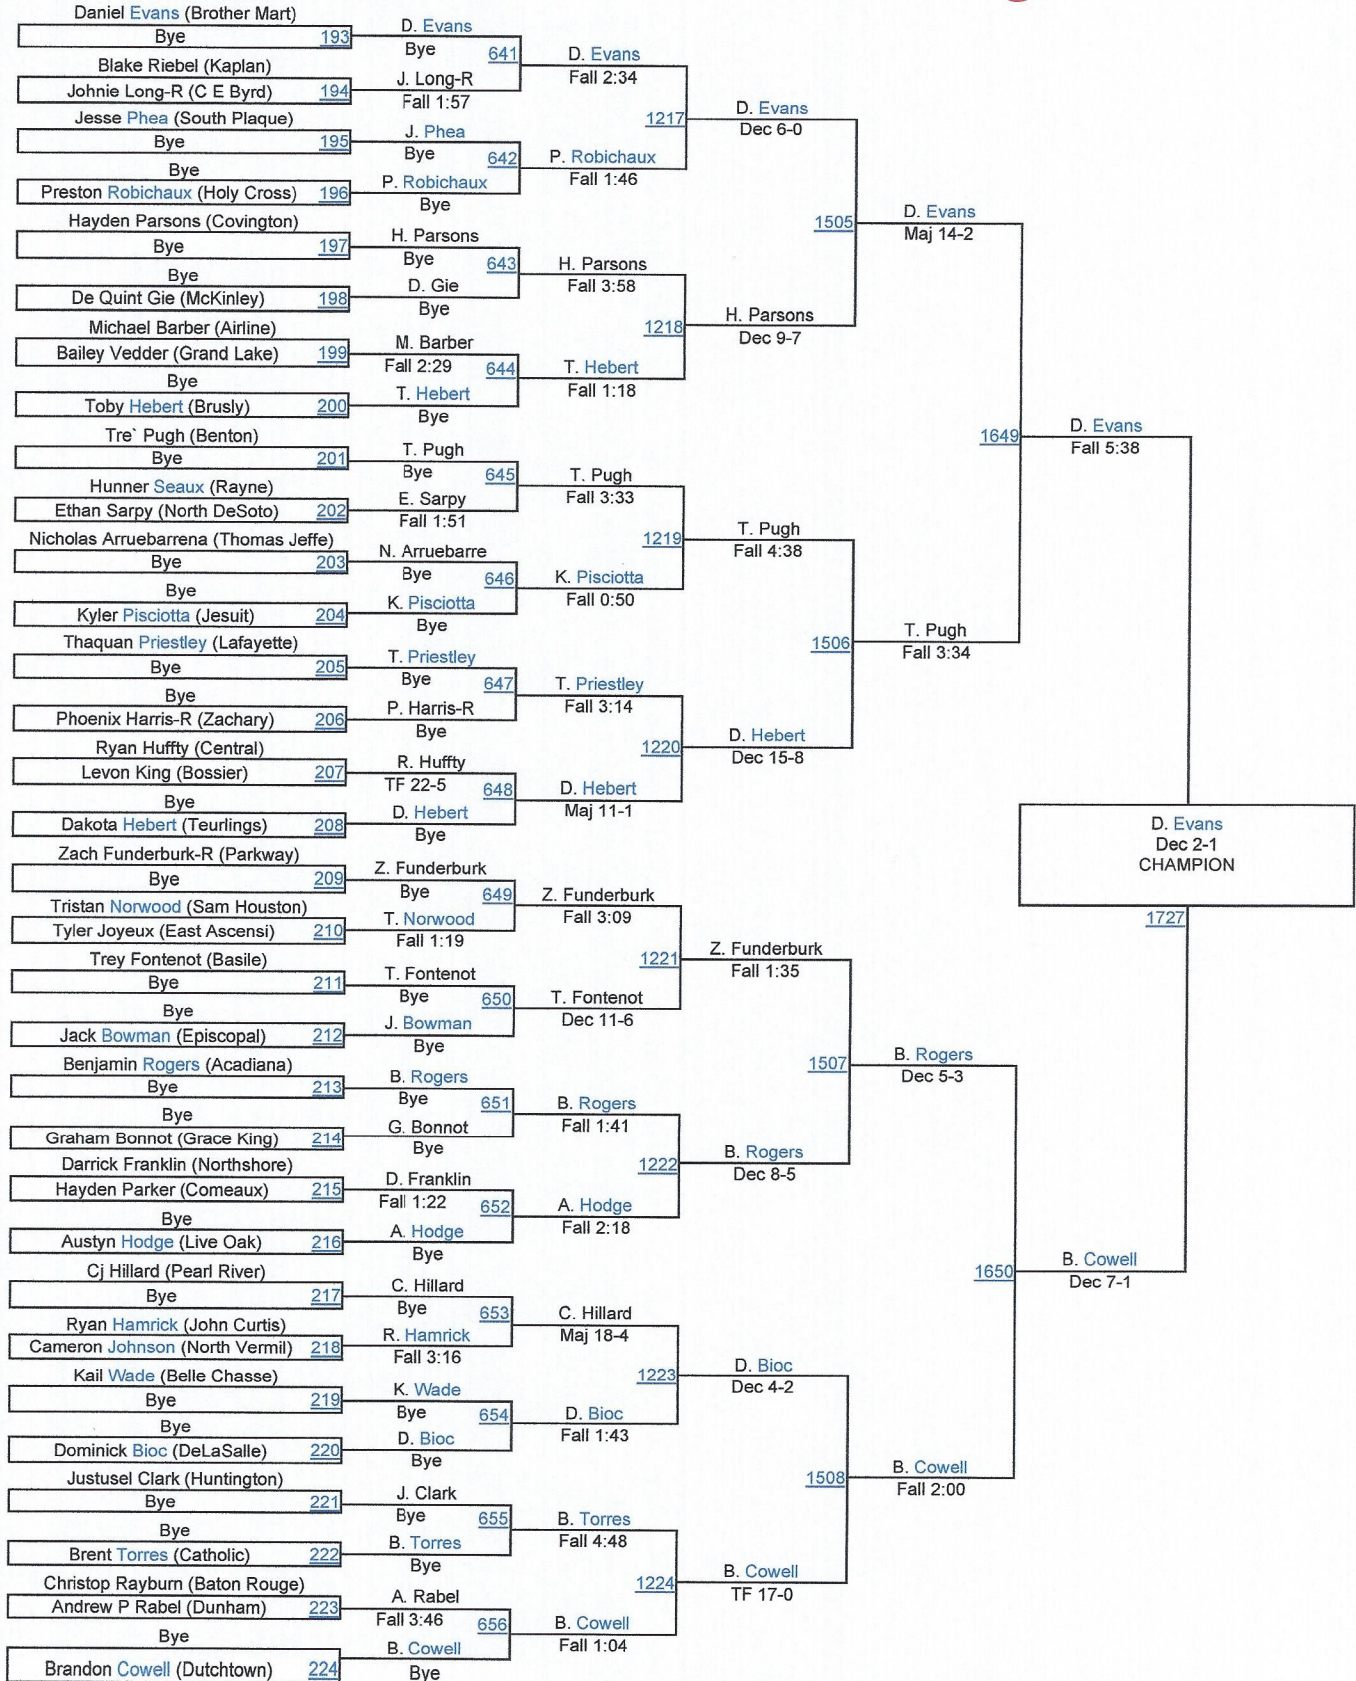 Daniel Evans (Brother Mart)
Bye 193
Blake Riebel (Kaplan)
Johnie Long-R (C E Byrd) 194
Jesse Phea (South Plaque)
Bye 195
Bye
Preston Robichaux (Holy Cross) 196
Hayden Parsons (Covington)
Bye 197
Bye
De Quint Gie (McKinley) 198
Michael Barber (Airline)
Bailey Vedder (Grand Lake) 199
Bye
Toby Hebert (Brusly) 200
Tre` Pugh (Benton)
Bye 201
Hunner Seaux (Rayne)
Ethan Sarpy (North DeSoto) 202
Nicholas Arruebarrena (Thomas Jeffe)
Bye 203
Bye
Kyler Pisciotta (Jesuit) 204
Thaquan Priestley (Lafayette)
Bye 205
Bye
Phoenix Harris-R (Zachary) 206
Ryan Huffty (Central)
Levon King (Bossier) 207
Bye
Dakota Hebert (Teurlings) 208
Zach Funderburk-R (Parkway)
Bye 209
Tristan Norwood (Sam Houston)
Tyler Joyeux (East Ascensi) 210
Trey Fontenot (Basile)
Bye 211
Bye
Jack Bowman (Episcopal) 212
Benjamin Rogers (Acadiana)
Bye 213
Bye
Graham Bonnot (Grace King) 214
Darrick Franklin (Northshore)
Hayden Parker (Comeaux) 215
Bye
Austyn Hodge (Live Oak) 216
Cj Hillard (Pearl River)
Bye 217
Ryan Hamrick (John Curtis)
Cameron Johnson (North Vermil) 218
Kail Wade (Belle Chasse)
Bye 219
Bye
Dominick Bioc (DeLaSalle) 220
Justusel Clark (Huntington)
Bye 221
Bye
Brent Torres (Catholic) 222
Christop Rayburn (Baton Rouge)
Andrew P Rabel (Dunham) 223
Bye
Brandon Cowell (Dutchtown) 224
D. Evans
Bye 641
J. Long-R
Fall 1:57
J. Phea
Bye 642
P. Robichaux
Bye
H. Parsons
Bye 643
D. Gie
Bye
M. Barber
Fall 2:29 644
T. Hebert
Bye
T. Pugh
Bye 645
E. Sarpy
Fall 1:51
N. Arruebarre
Bye 646
K. Pisciotta
Bye
T. Priestley
Bye 647
P. Harris-R
Bye
R. Huffty
TF 22-5 648
D. Hebert
Bye
Z. Funderburk
Bye 649
T. Norwood
Fall 1:19
T. Fontenot
Bye 650
J. Bowman
Bye
B. Rogers
Bye 651
G. Bonnot
Bye
D. Franklin
Fall 1:22 652
A. Hodge
Bye
C. Hillard
Bye 653
R. Hamrick
Fall 3:16
K. Wade
Bye 654
D. Bioc
Bye
J. Clark
Bye 655
B. Torres
Bye
A. Rabel
Fall 3:46 656
B. Cowell
Bye
D. Evans
Fall 2:34
1217
P. Robichaux
Fall 1:46
H. Parsons
Fall 3:58
1218
T. Hebert
Fall 1:18
T. Pugh
Fall 3:33
1219
K. Pisciotta
Fall 0:50
T. Priestley
Fall 3:14
1220
D. Hebert
Maj 11-1
Z. Funderburk
Fall 3:09
1221
T. Fontenot
Dec 11-6
B. Rogers
Fall 1:41
1222
A. Hodge
Fall 2:18
C. Hillard
Maj 18-4
1223
D. Bioc
Fall 1:43
B. Torres
Fall 4:48
1224
B. Cowell
Fall 1:04
D. Evans
Dec 6-0
1505
H. Parsons
Dec 9-7
T. Pugh
Fall 4:38
1506
D. Hebert
Dec 15-8
Z. Funderburk
Fall 1:35
1507
B. Rogers
Dec 8-5
D. Bioc
Dec 4-2
1508
B. Cowell
TF 17-0
D. Evans
Maj 14-2
1649
T. Pugh
Fall 3:34
B. Rogers
Dec 5-3
1650
B. Cowell
Fall 2:00
D. Evans
Fall 5:38
D. Evans
Dec 2-1
CHAMPION
1727
B. Cowell
Dec 7-1